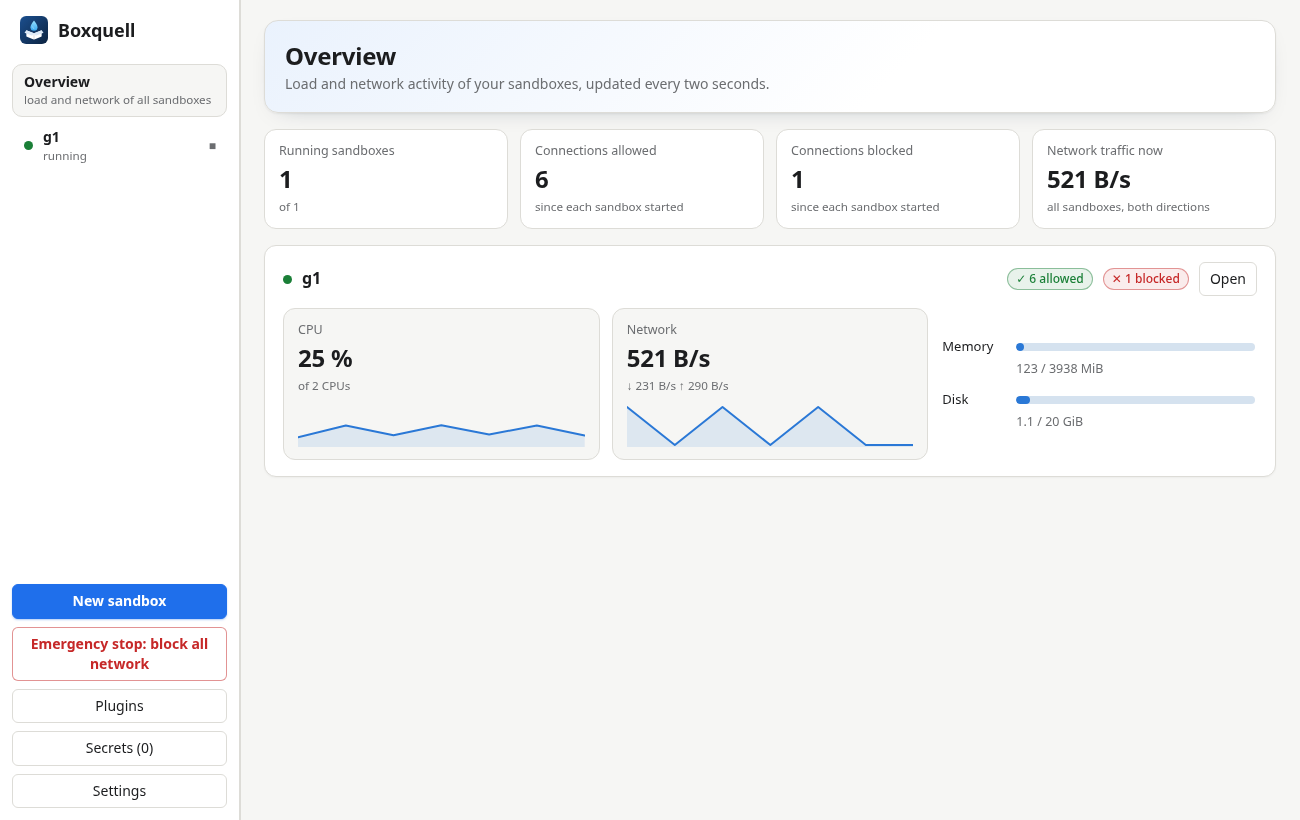 Boxquell
Overview
load and network of all sandboxes
g1
running
New sandbox
Emergency stop: block all
network
Plugins
Secrets (0)
Settings
Overview
Load and network activity of your sandboxes, updated every two seconds.
Running sandboxes
1
of 1
Connections allowed
6
since each sandbox started
Connections blocked
1
since each sandbox started
Network traffic now
521 B/s
all sandboxes, both directions
g1
✓ 6 allowed
✕ 1 blocked
Open
CPU
25 %
of 2 CPUs
Network
521 B/s
↓ 231 B/s ↑ 290 B/s
Memory
123 / 3938 MiB
Disk
1.1 / 20 GiB